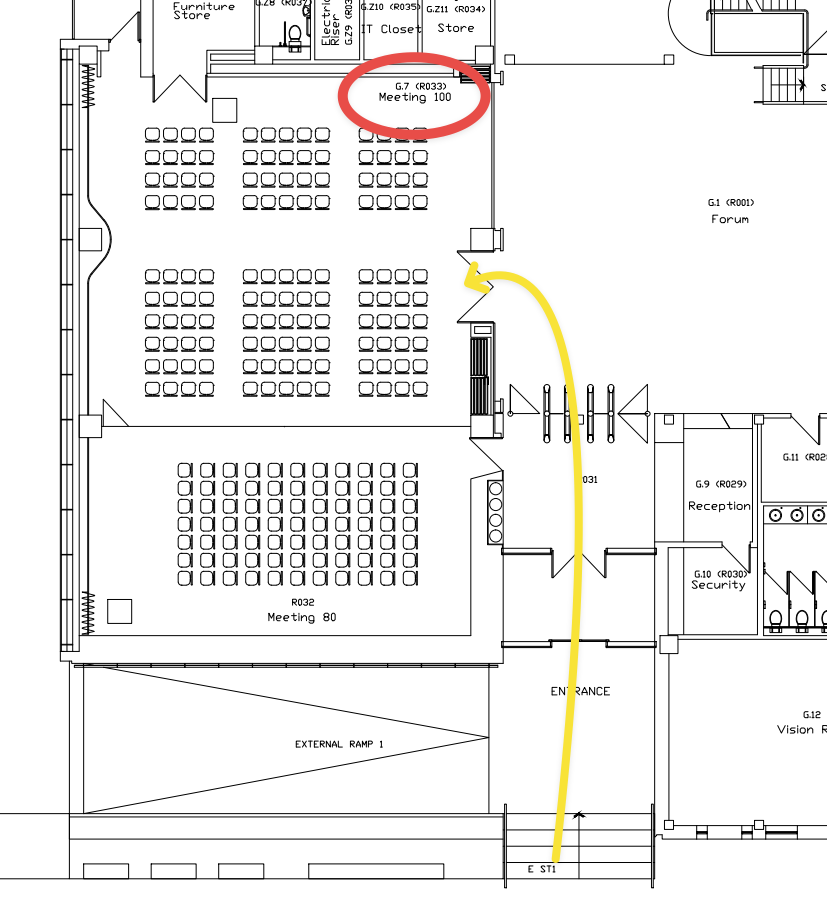 Furniture
Store
G.Z8 (R037)
Electric
Riser
G.Z9 (R03
G.Z10 (R035)
IT Closet
G.Z11 (R034)
Store
G.7 (R033)
Meeting 100
G.1 (R001)
Forum
031
G.9 (R029)
Reception
G.11 (R028
G.10 (R030)
Security
R032
Meeting 80
ENTRANCE
G.12
Vision R
EXTERNAL RAMP 1
E ST1